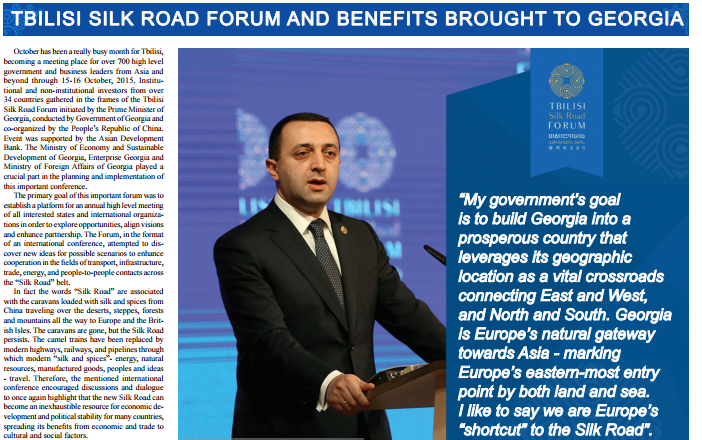 TBILISI SILK ROAD FORUM AND BENEFITS BROUGHT TO GEORGIA
October has been a really busy month for Tbilisi,
becoming a meeting place for over 700 high level
government and business leaders from Asia and
beyond through 15-16 October, 2015. Institu-
tional and non-institutional investors from over
34 countries gathered in the frames of the Tbilisi
Silk Road Forum initiated by the Prime Minister of
Georgia, conducted by Government of Georgia and
co-organized by the People's Republic of China.
Event was supported by the Asian Development
Bank. The Ministry of Economy and Sustainable
Development of Georgia, Enterprise Georgia and
Ministry of Foreign Affairs of Georgia played a
crucial part in the planning and implementation of
this important conference.
The primary goal of this important forum was to
establish a platform for an annual high level meeting
of all interested states and international organiza-
tions in order to explore opportunities, align visions
and enhance partnership. The Forum, in the format
of an international conference, attempted to dis-
cover new ideas for possible scenarios to enhance
cooperation in the fields of transport, infrastructure,
trade, energy, and people-to-people contacts across
the "Silk Road" belt.
In fact the words "Silk Road" are associated
with the caravans loaded with silk and spices from
China traveling over the deserts, steppes, forests
and mountains all the way to Europe and the Brit-
ish Isles. The caravans are gone, but the Silk Road
persists. The camel trains have been replaced by
modern highways, railways, and pipelines through
which modern "silk and spices"- energy, natural
resources, manufactured goods, peoples and ideas
- travel. Therefore, the mentioned international
conference encouraged discussions and dialogue
to once again highlight that the new Silk Road can
become an inexhaustible resource for economic de-
velopment and political stability for many countries,
spreading its benefits from economic and trade to
cultural and social factors.
TBILISI
TBILISI
Silk Road
FORUM
"My government's goal
is to build Georgia into a
prosperous country that
leverages its geographic
location as a vital crossroads
connecting East and West,
and North and South. Georgia
is Europe's natural gateway
towards Asia - marking
Europe's eastern-most entry
point by both land and sea.
I like to say we are Europe's
"shortcut" to the Silk Road".